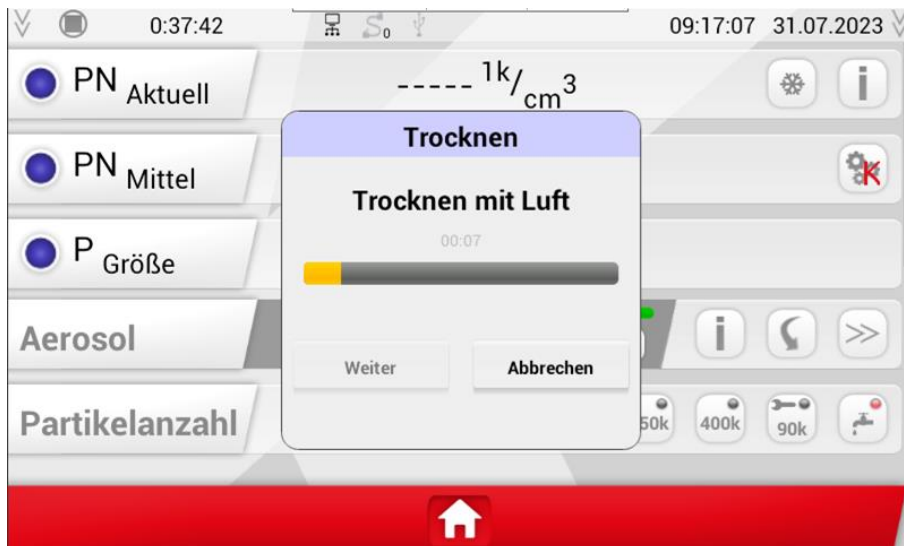 0:37:42 0 09:17:07 31.07.2023
PN Aktuell ----- 1k/cm3 i
Trocknen
PN Mittel K
Trocknen mit Luft
00:07
P Größe
Aerosol i >>
Weiter Abbrechen
Partikelanzahl 50k 400k 90k